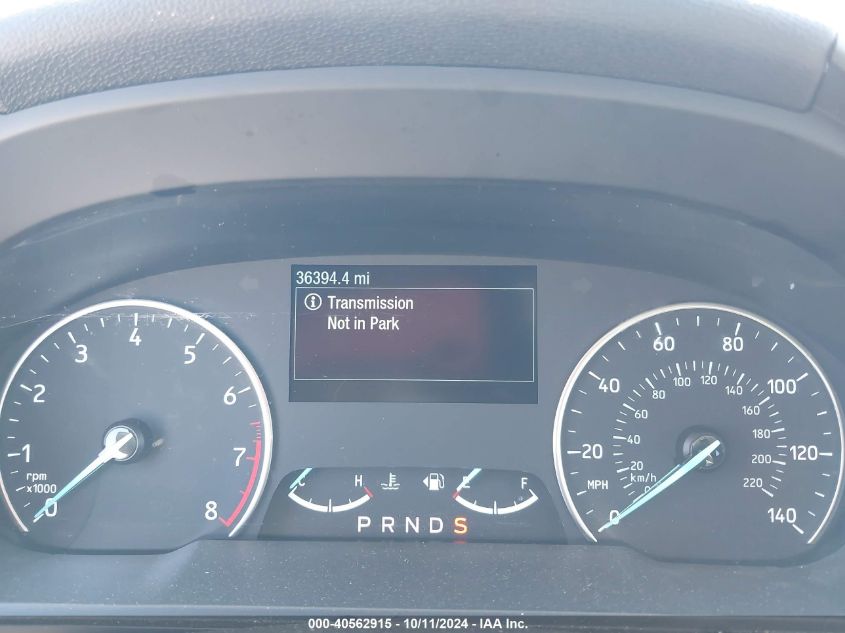 36394.4 mi
Transmission
Not in Park
0 1 2 3 4 5 6 7 8
rpm
x1000
C H
E F
P R N D S
0 20 40 60 80 100 120 140
MPH
0 20 40 60 80 100 120 140 160 180 200 220
km/h
000-40562915 - 10/11/2024 - IAA Inc.